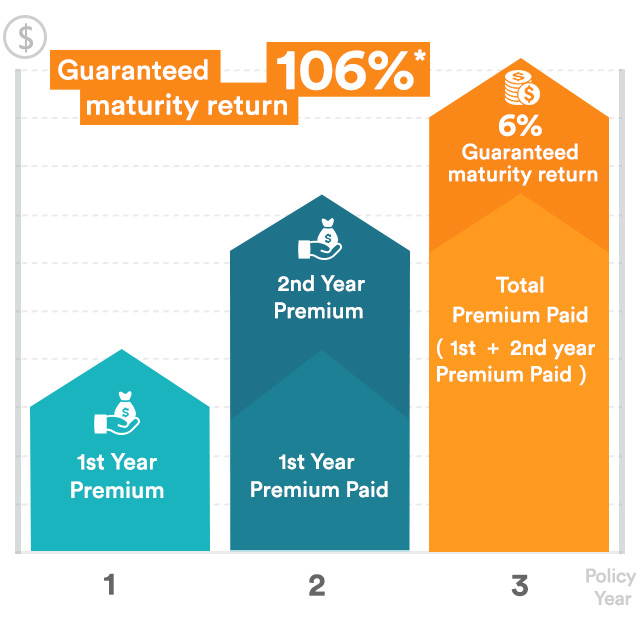 $
Guaranteed
maturity return
106%*
$
$
6%
Guaranteed
maturity return
$
2nd Year
Premium
Total
Premium Paid
( 1st + 2nd year
Premium Paid )
$
1st Year
Premium
1st Year
Premium Paid
1
2
3
Policy
Year